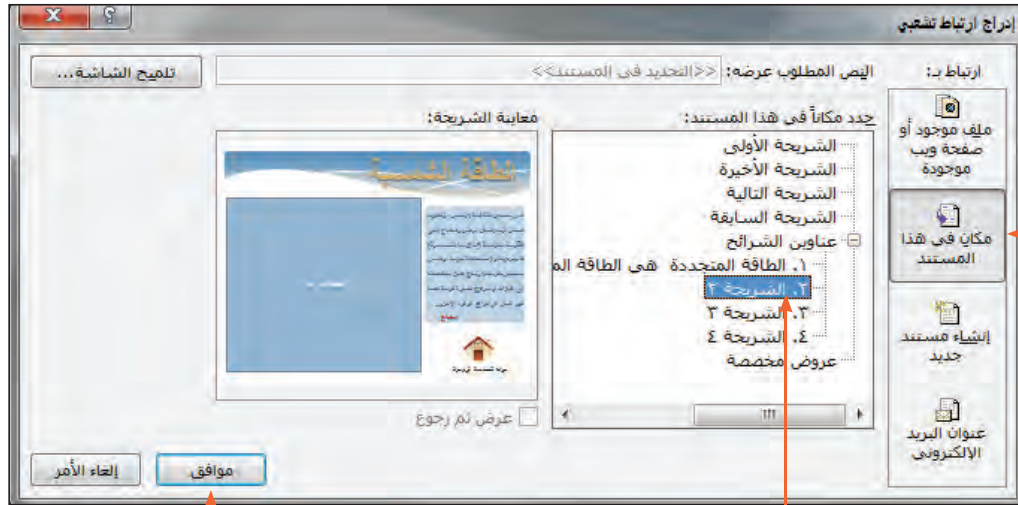 إدراج ارتباط تشعبي
ارتباط بـ:
النص المطلوب عرضه: <<التحديد في المستند>>
تلميح الشاشة...
ملف موجود أو
صفحة ويب
موجودة
مكان في هذا
المستند
إنشاء مستند
جديد
عنوان البريد
الإلكتروني
حدد مكاناً في هذا المستند:
الشريحة الأولى
الشريحة الأخيرة
الشريحة التالية
الشريحة السابقة
عناوين الشرائح
١. الطاقة المتجددة هي الطاقة الم
٢. الشريحة ٢
٣. الشريحة ٣
٤. الشريحة ٤
عروض مخصصة
معاينة الشريحة:
الطاقة الشمسية
عرض ثم رجوع
موافق
إلغاء الأمر